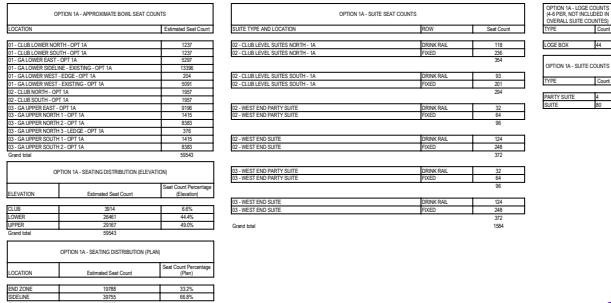 OPTION 1A - APPROXIMATE BOWL SEAT COUNTS
LOCATION Estimated Seat Count
01 - CLUB LOWER NORTH - OPT 1A 1237
01 - CLUB LOWER SOUTH - OPT 1A 1237
01 - GA LOWER EAST - OPT 1A 5297
01 - GA LOWER SIDELINE - EXISTING - OPT 1A 13396
01 - GA LOWER WEST - EDGE - OPT 1A 204
01 - GA LOWER WEST - EXISTING - OPT 1A 5091
02 - CLUB NORTH - OPT 1A 1957
02 - CLUB SOUTH - OPT 1A 1957
03 - GA UPPER EAST - OPT 1A 9196
03 - GA UPPER NORTH 1 - OPT 1A 1415
03 - GA UPPER NORTH 2 - OPT 1A 8383
03 - GA UPPER NORTH 3 - LEDGE - OPT 1A 376
03 - GA UPPER SOUTH 1 - OPT 1A 1415
03 - GA UPPER SOUTH 2 - OPT 1A 8383
Grand total 59543
OPTION 1A - SEATING DISTRIBUTION (ELEVATION)
ELEVATION Estimated Seat Count Seat Count Percentage (Elevation)
CLUB 3914 6.6%
LOWER 26461 44.4%
UPPER 29167 49.0%
Grand total 59543
OPTION 1A - SEATING DISTRIBUTION (PLAN)
LOCATION Estimated Seat Count Seat Count Percentage (Plan)
END ZONE 19788 33.2%
SIDELINE 39755 66.8%
OPTION 1A - SUITE SEAT COUNTS
SUITE TYPE AND LOCATION ROW Seat Count
02 - CLUB LEVEL SUITES NORTH - 1A DRINK RAIL 118
02 - CLUB LEVEL SUITES NORTH - 1A FIXED 236
354
02 - CLUB LEVEL SUITES SOUTH - 1A DRINK RAIL 93
02 - CLUB LEVEL SUITES SOUTH - 1A FIXED 201
294
02 - WEST END PARTY SUITE DRINK RAIL 32
02 - WEST END PARTY SUITE FIXED 64
96
02 - WEST END SUITE DRINK RAIL 124
02 - WEST END SUITE FIXED 248
372
03 - WEST END PARTY SUITE DRINK RAIL 32
03 - WEST END PARTY SUITE FIXED 64
96
03 - WEST END SUITE DRINK RAIL 124
03 - WEST END SUITE FIXED 248
372
Grand total 1584
OPTION 1A - LOGE COUNTS
(4-6 PER, NOT INCLUDED IN
OVERALL SUITE COUNTES)
TYPE Count
LOGE BOX 44
OPTION 1A - SUITE COUNTS
TYPE Count
PARTY SUITE 4
SUITE 80